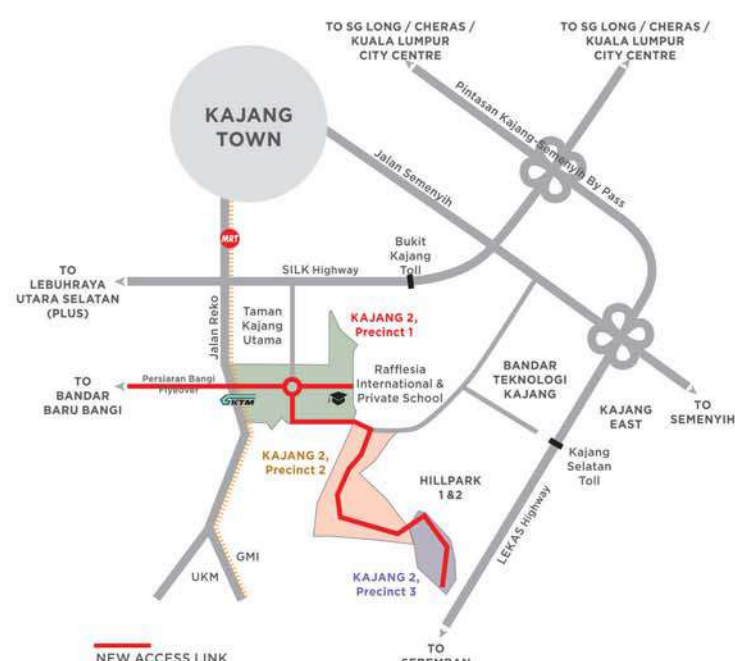 TO SG LONG / CHERAS /
KUALA LUMPUR
CITY CENTRE
TO SG LONG / CHERAS /
KUALA LUMPUR
CITY CENTRE
KAJANG
TOWN
Pintasan Kajang-Semenyih By Pass
Jalan Semenyih
MRT
Bukit
Kajang
Toll
SILK Highway
TO
LEBUHRAYA
UTARA SELATAN
(PLUS)
Jalan Reko
Taman
Kajang
Utama
KAJANG 2,
Precinct 1
Rafflesia
International &
Private School
BANDAR
TEKNOLOGI
KAJANG
TO
BANDAR
BARU BANGI
Persiaran Bangi
Flyover
KTM
KAJANG
EAST
TO
SEMENYIH
KAJANG 2,
Precinct 2
HILLPARK
1 & 2
Kajang
Selatan
Toll
LEKAS Highway
GMI
UKM
KAJANG 2,
Precinct 3
TO
SEREMBAN
NEW ACCESS LINK